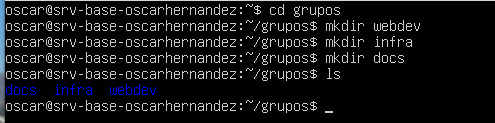 oscar@srv-base-oscarhernandez:~$ cd grupos
oscar@srv-base-oscarhernandez:~/grupos$ mkdir webdev
oscar@srv-base-oscarhernandez:~/grupos$ mkdir infra
oscar@srv-base-oscarhernandez:~/grupos$ mkdir docs
oscar@srv-base-oscarhernandez:~/grupos$ ls
docs  infra  webdev
oscar@srv-base-oscarhernandez:~/grupos$ _